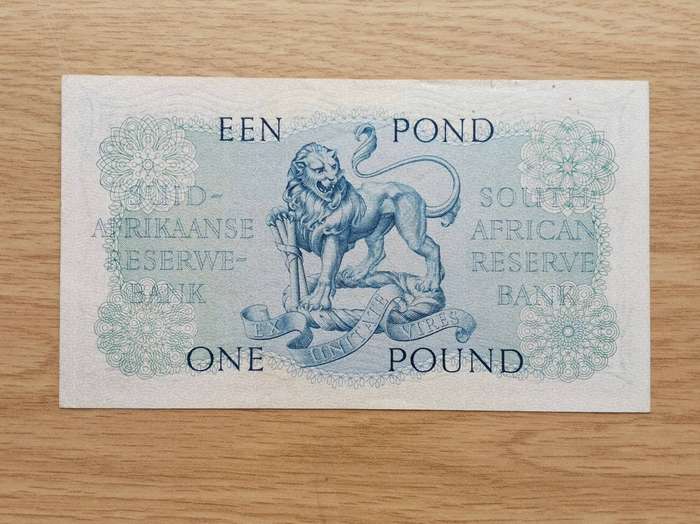 EEN POND
SUID-
AFRIKAANSE
RESERWE-
BANK
SOUTH
AFRICAN
RESERVE
BANK
EX UNITATE VIRES
ONE POUND